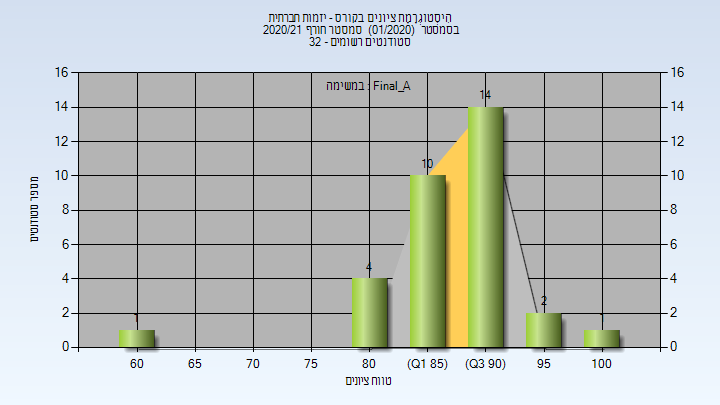 היסטוגרמת ציונים בקורס - יזמות חברתית
בסמסטר (01/2020) סמסטר חורף 2020/21
סטודנטים רשומים - 32
במשימה : Final_A
מספר סטודנטים
16 16
14 14
12 12
10 10
8 8
6 6
4 4
2 2
0 0
1 4 10 14 2
60 65 70 75 80 (Q1 85) (Q3 90) 95 100
טווח ציונים